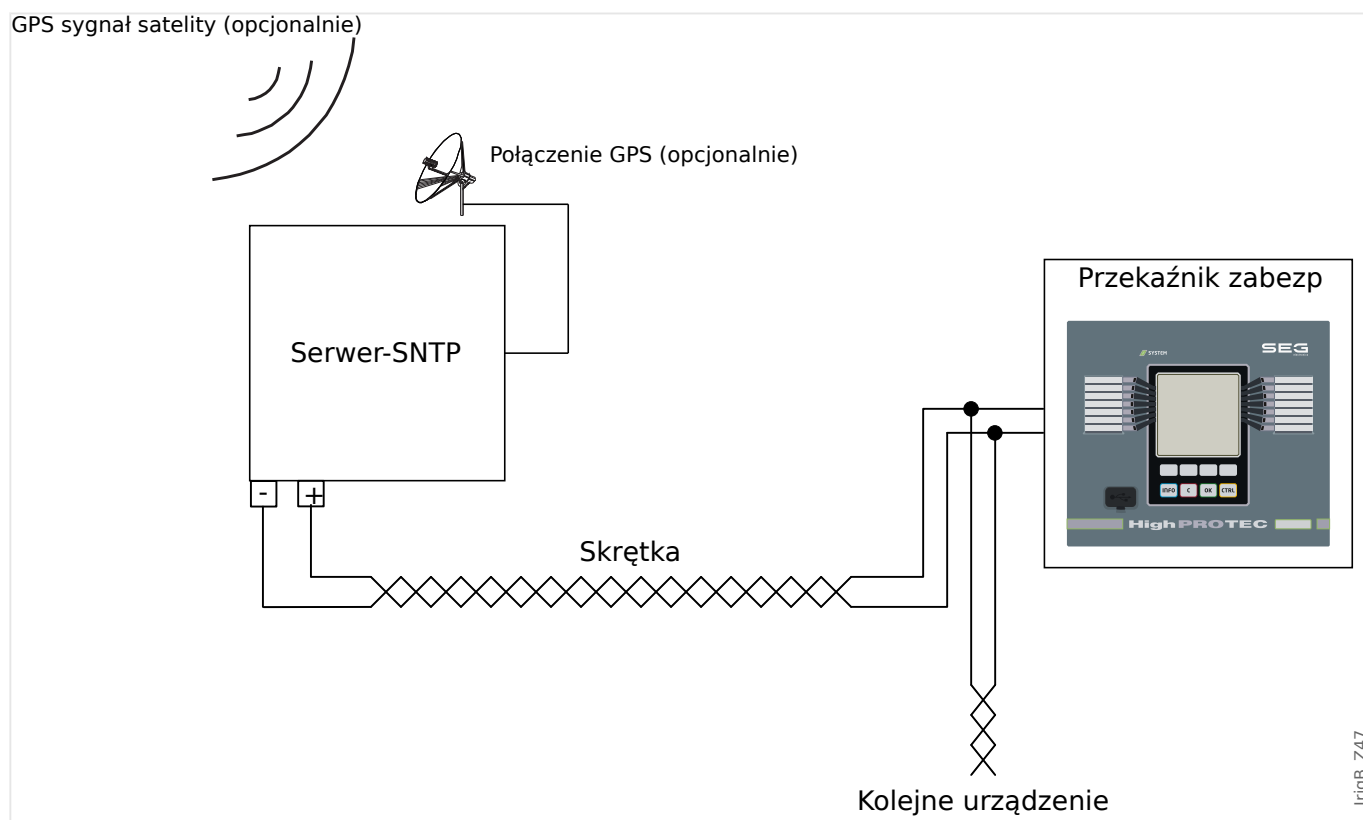 GPS sygnał satelity (opcjonalnie)
Połączenie GPS (opcjonalnie)
Przekaźnik zabezp
SYSTEM
SEG
Serwer-SNTP
- +
INFO C OK CTRL
HighPROTEC
Skrętka
Kolejne urządzenie
IrigB_Z47